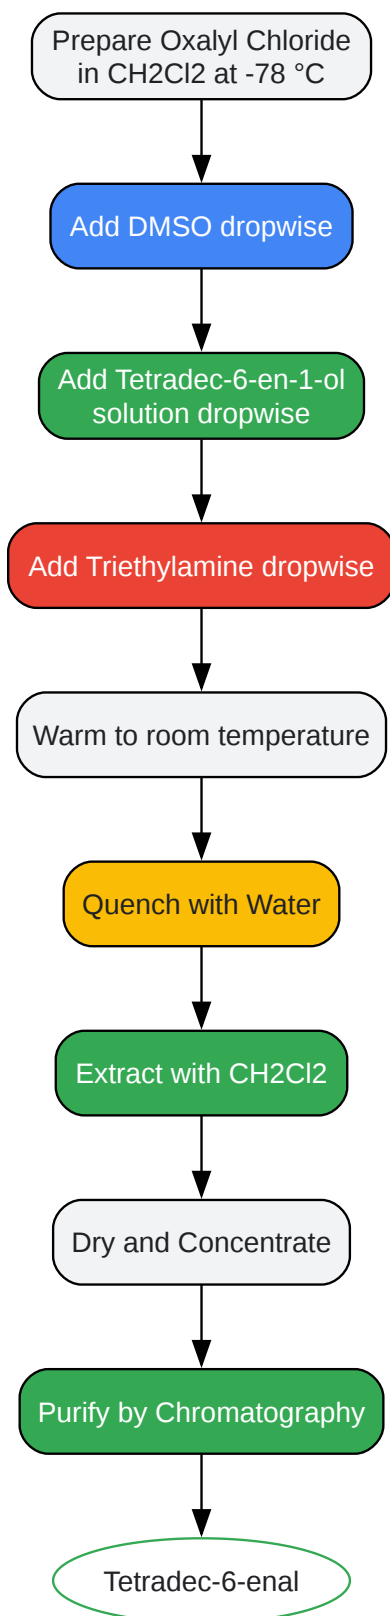 Prepare Oxalyl Chloride
in CH2Cl2 at -78 °C
Add DMSO dropwise
Add Tetradec-6-en-1-ol
solution dropwise
Add Triethylamine dropwise
Warm to room temperature
Quench with Water
Extract with CH2Cl2
Dry and Concentrate
Purify by Chromatography
Tetradec-6-enal